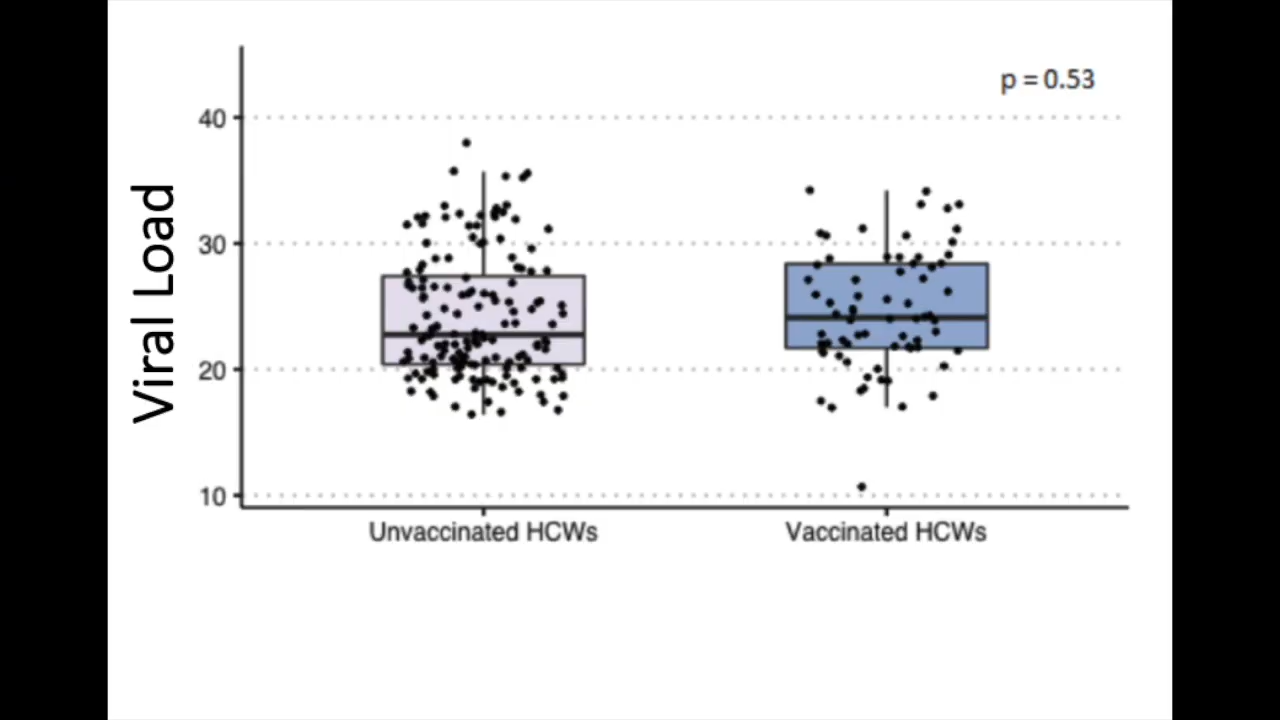 p = 0.53
Viral Load
40
30
20
10
Unvaccinated HCWs
Vaccinated HCWs